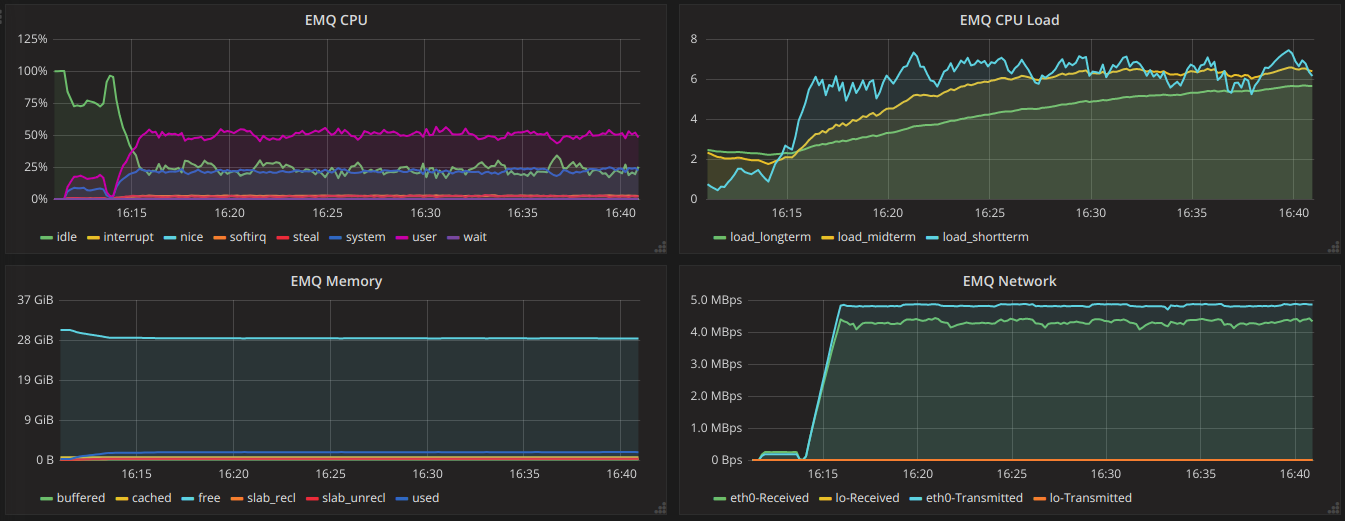 EMQ CPU
125%
100%
75%
50%
25%
0%
16:15 16:20 16:25 16:30 16:35 16:40
idle interrupt nice softirq steal system user wait
EMQ CPU Load
8
6
4
2
0
16:15 16:20 16:25 16:30 16:35 16:40
load_longterm load_midterm load_shortterm
EMQ Memory
37 GiB
28 GiB
19 GiB
9 GiB
0 B
16:15 16:20 16:25 16:30 16:35 16:40
buffered cached free slab_recl slab_unrecl used
EMQ Network
5.0 MBps
4.0 MBps
3.0 MBps
2.0 MBps
1.0 MBps
0 Bps
16:15 16:20 16:25 16:30 16:35 16:40
eth0-Received lo-Received eth0-Transmitted lo-Transmitted